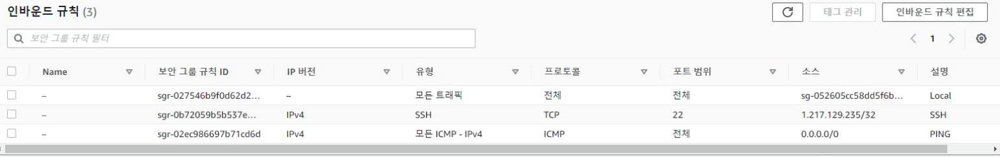 인바운드 규칙 (3)
태그 관리
인바운드 규칙 편집
보안 그룹 규칙 필터
1
Name 보안 그룹 규칙 ID IP 버전 유형 프로토콜 포트 범위 소스 설명
– sgr-027546b9f0d62d2... – 모든 트래픽 전체 전체 sg-052605cc58dd5f6b... Local
– sgr-0b72059b5b537e... IPv4 SSH TCP 22 1.217.129.235/32 SSH
– sgr-02ec986697b71cd6d IPv4 모든 ICMP - IPv4 ICMP 전체 0.0.0.0/0 PING